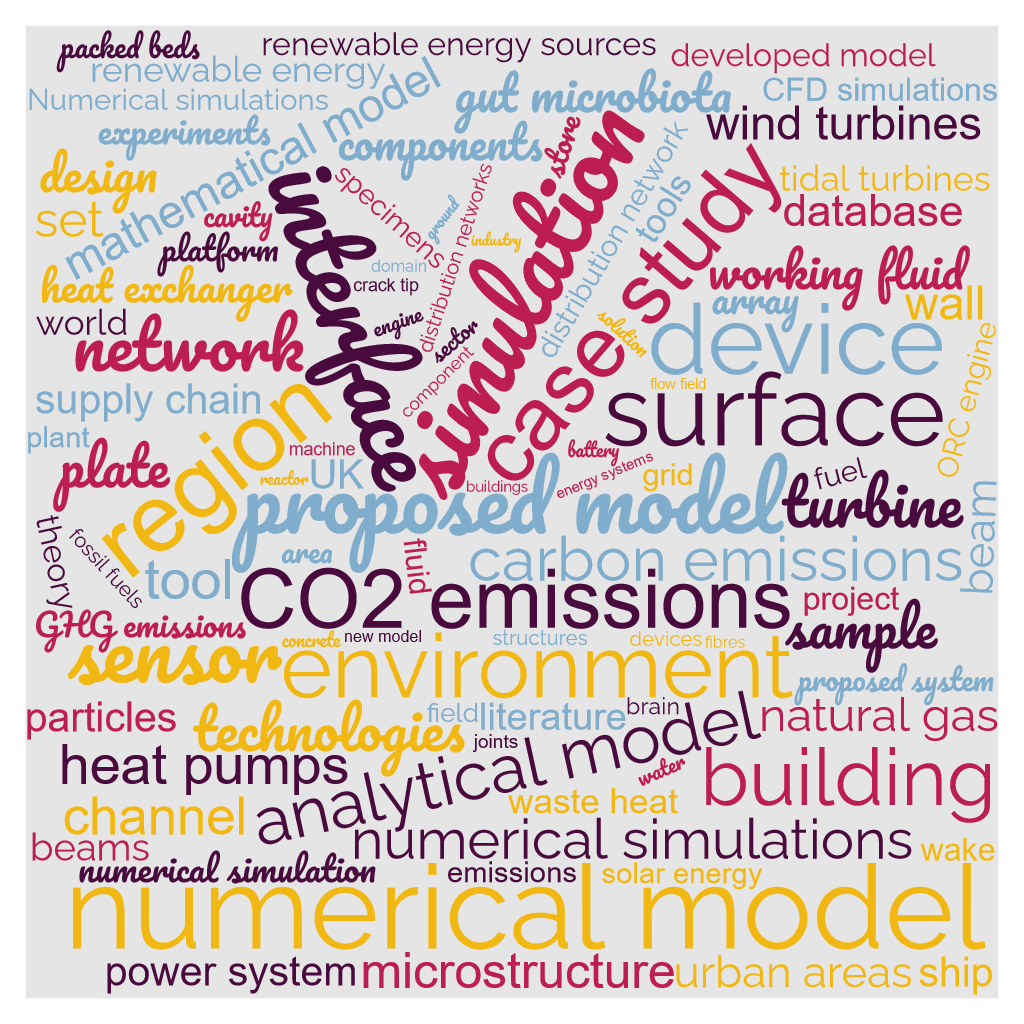 packed beds
renewable energy sources
developed model
renewable energy
gut microbiota
CFD simulations
Numerical simulations
experiments
mathematical model
components
store
simulation
wind turbines
design
set
cavity
platform
interface
specimens
ground
distribution networks
industry
distribution network
tools
case study
tidal turbines
database
domain
crack tip
heat exchanger
working fluid
array
wall
world
network
engine
sector
component
solution
device
supply chain
region
flow field
surface
ORC engine
plant
plate
machine
UK
reactor
battery
buildings
energy systems
grid
fuel
proposed model
turbine
theory
fossil fuels
area
fluid
carbon emissions
beam
tool
CO2 emissions
project
GHG emissions
concrete
new model
structures
devices
fibres
sample
sensor
environment
proposed system
particles
technologies
field
literature
brain
natural gas
joints
analytical model
heat pumps
water
building
channel
waste heat
beams
numerical simulations
wake
numerical simulation
emissions
solar energy
numerical model
power system
microstructure
urban areas
ship